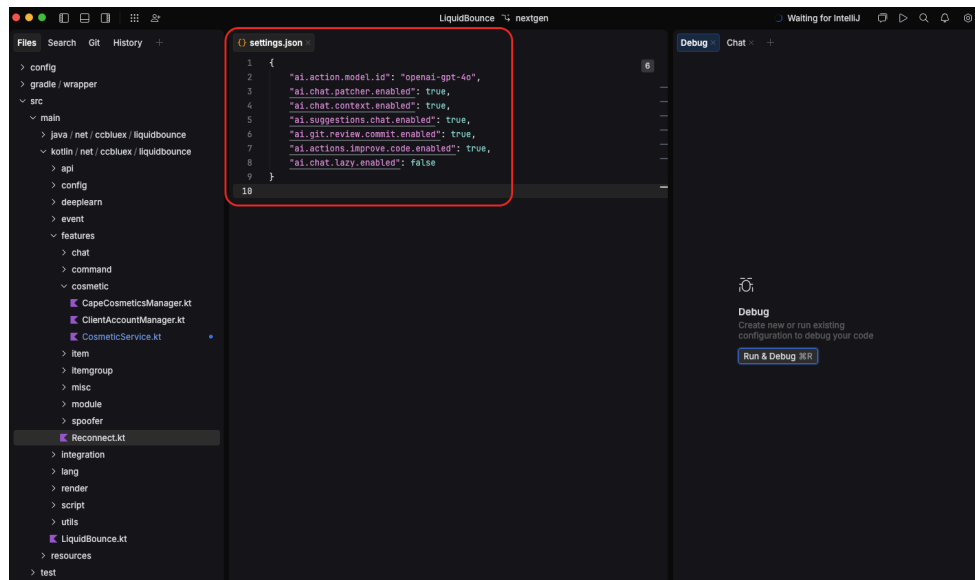 LiquidBounce nextgen
Waiting for IntelliJ
Files Search Git History +
> config
> gradle / wrapper
src
main
> java / net / ccbluex / liquidbounce
kotlin / net / ccbluex / liquidbounce
> api
> config
> deeplearn
> event
features
> chat
> command
cosmetic
CapeCosmeticsManager.kt
ClientAccountManager.kt
CosmeticService.kt
> item
> itemgroup
> misc
> module
> spoofer
Reconnect.kt
> integration
> lang
> render
> script
> utils
LiquidBounce.kt
> resources
> test
{} settings.json ×
6
1 {
2 "ai.action.model.id": "openai-gpt-4o",
3 "ai.chat.patcher.enabled": true,
4 "ai.chat.context.enabled": true,
5 "ai.suggestions.chat.enabled": true,
6 "ai.git.review.commit.enabled": true,
7 "ai.actions.improve.code.enabled": true,
8 "ai.chat.lazy.enabled": false
9 }
10
Debug × Chat × +
Debug
Create new or run existing
configuration to debug your code
Run & Debug ⌘R